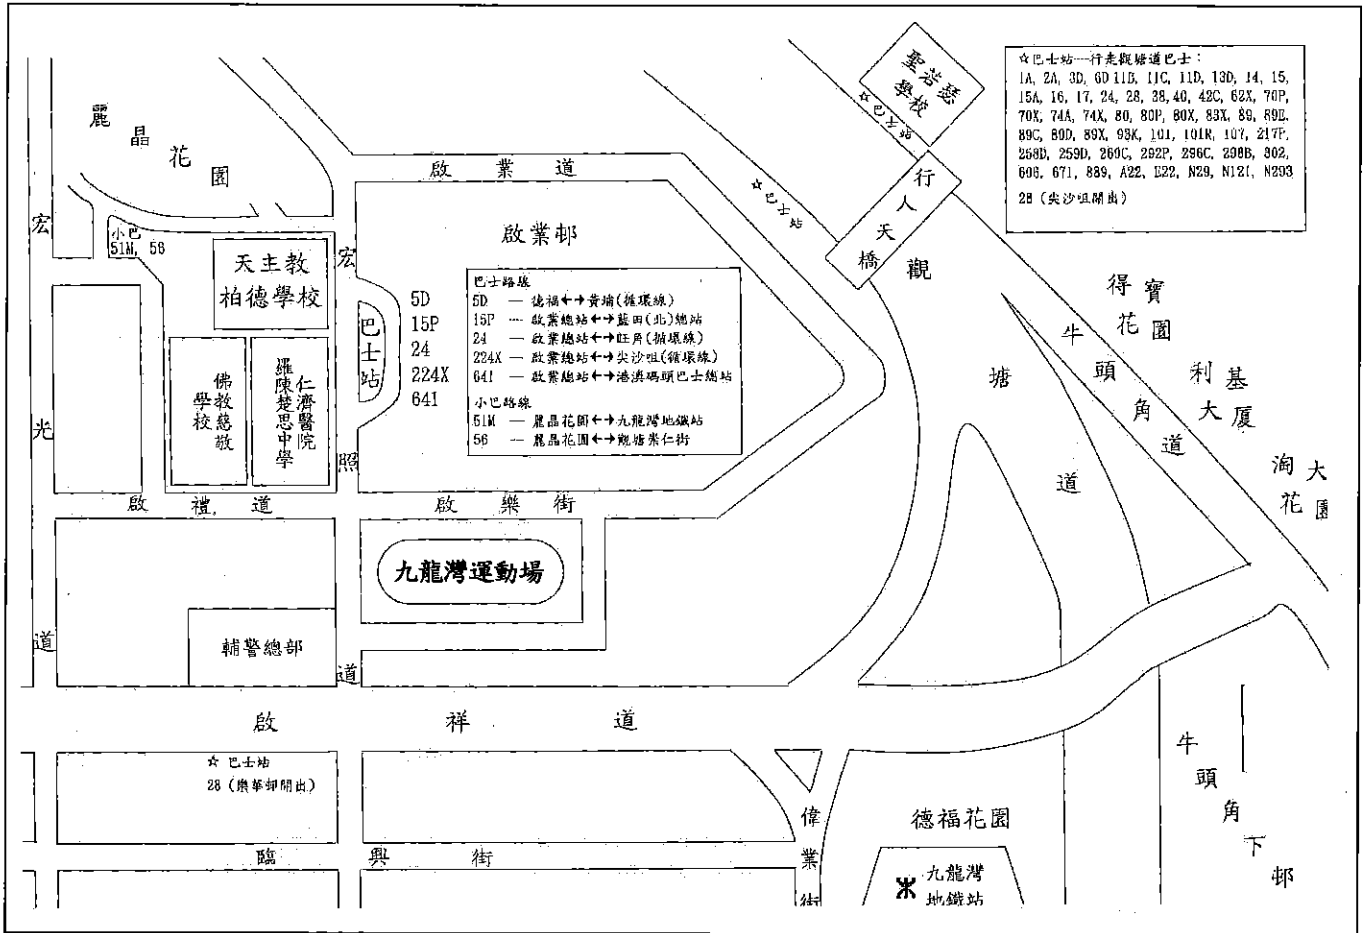 聖若瑟
學校
☆巴士站
☆巴士站
行人天橋
☆巴士站---行走觀塘道巴士：
1A, 2A, 3D, 6D 11B, 11C, 11D, 13D, 14, 15,
15A, 16, 17, 24, 28, 38, 40, 42C, 62X, 70P,
70X, 74A, 74X, 80, 80P, 80X, 83X, 89, 89B,
89C, 89D, 89X, 93K, 101, 101R, 107, 217P,
258D, 259D, 269C, 292P, 296C, 298B, 302,
606, 671, 889, A22, E22, N29, N121, N293
28 (尖沙咀開出)
麗晶花園
啟業道
啟業邨
小巴
51M, 56
天主教
柏德學校
佛教慈敬
學校
仁濟醫院
羅陳楚思中學
巴士站
5D
15P
24
224X
641
巴士路線
5D — 德福←→黃埔(循環線)
15P — 啟業總站←→藍田(北)總站
24 — 啟業總站←→旺角(循環線)
224X — 啟業總站←→尖沙咀(循環線)
641 — 啟業總站←→港澳碼頭巴士總站
小巴路線
51M — 麗晶花園←→九龍灣地鐵站
56 — 麗晶花園←→觀塘崇仁街
宏光道
宏照道
觀塘道
牛頭角道
得寶花園
利基大厦
淘大花園
啟禮道
啟樂街
九龍灣運動場
輔警總部
啟祥道
☆ 巴士站
28 (樂華邨開出)
臨興街
偉業街
德福花園
九龍灣
地鐵站
牛頭角下邨